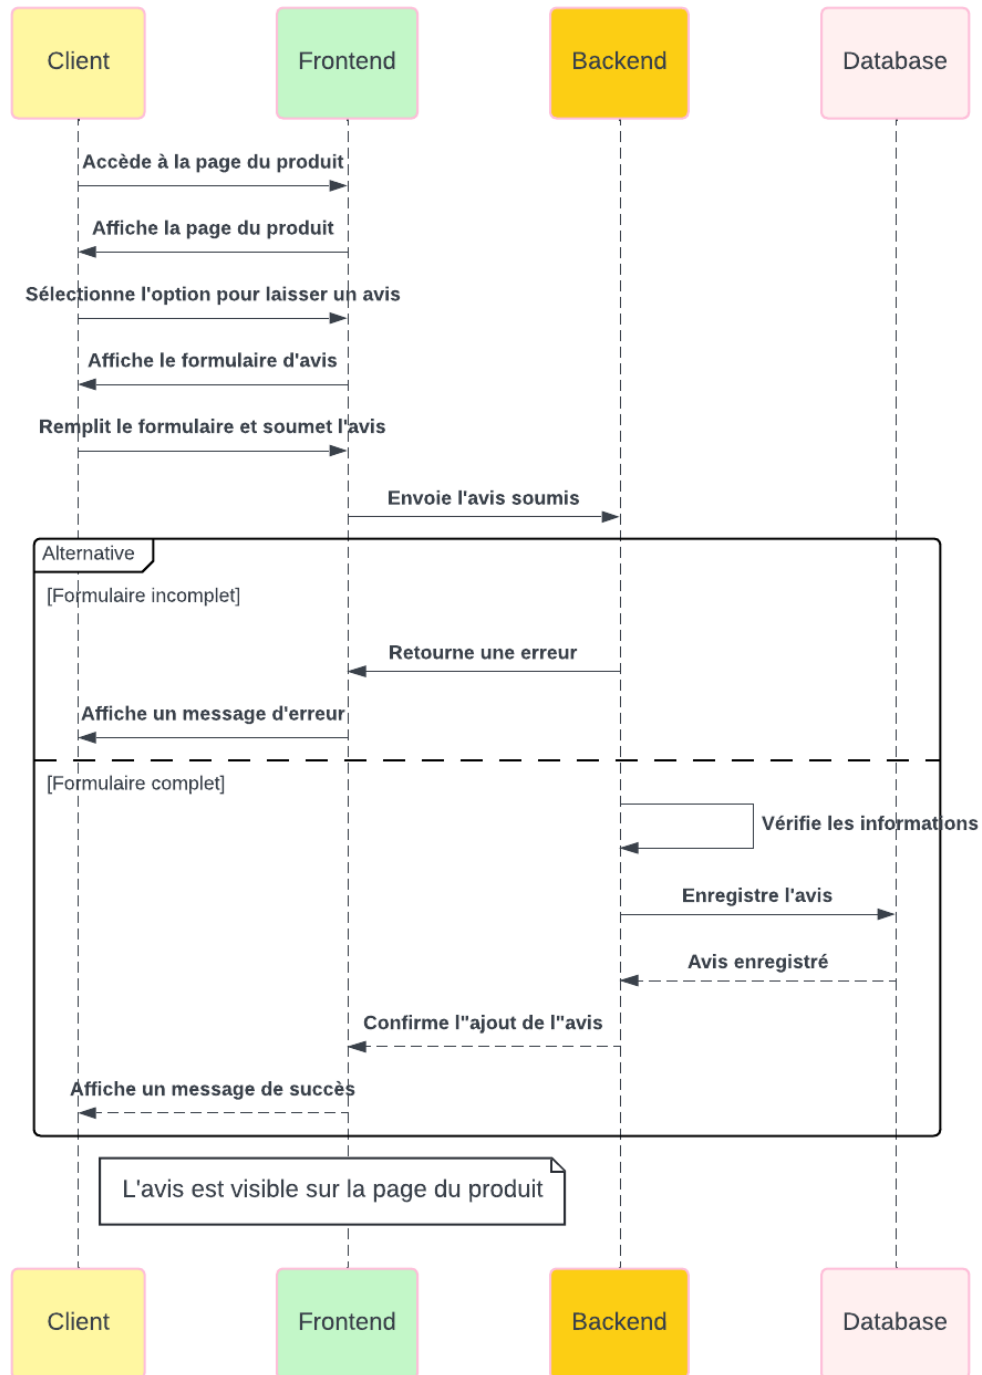 Client
Frontend
Backend
Database
Accède à la page du produit
Affiche la page du produit
Sélectionne l'option pour laisser un avis
Affiche le formulaire d'avis
Remplit le formulaire et soumet l'avis
Envoie l'avis soumis
Alternative
[Formulaire incomplet]
Retourne une erreur
Affiche un message d'erreur
[Formulaire complet]
Vérifie les informations
Enregistre l'avis
Avis enregistré
Confirme l"ajout de l"avis
Affiche un message de succès
L'avis est visible sur la page du produit
Client
Frontend
Backend
Database